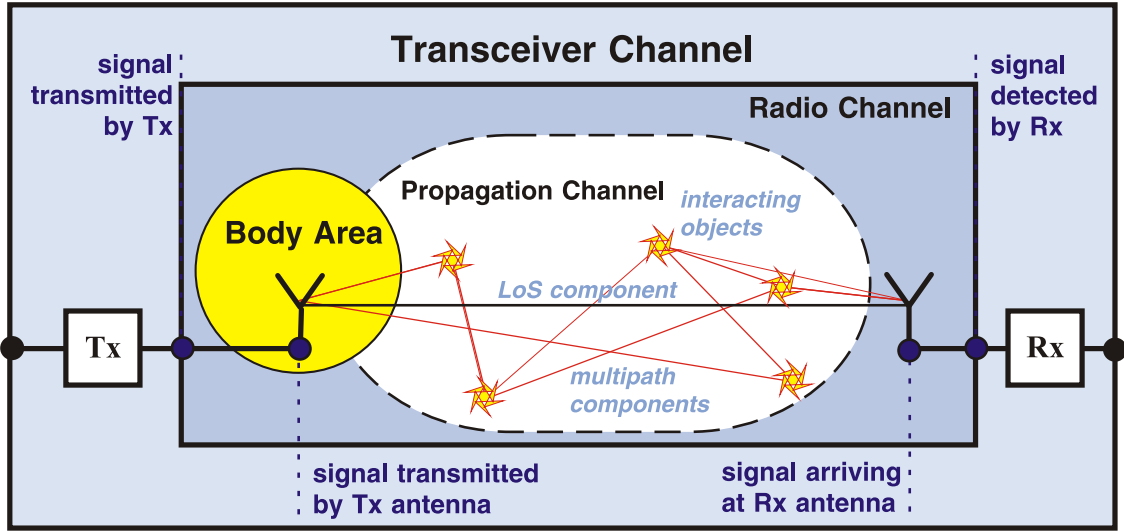 Transceiver Channel
signal
transmitted
by Tx
signal
detected
by Rx
Radio Channel
Propagation Channel
interacting
objects
Body Area
LoS component
Tx
Rx
multipath
components
signal transmitted
by Tx antenna
signal arriving
at Rx antenna